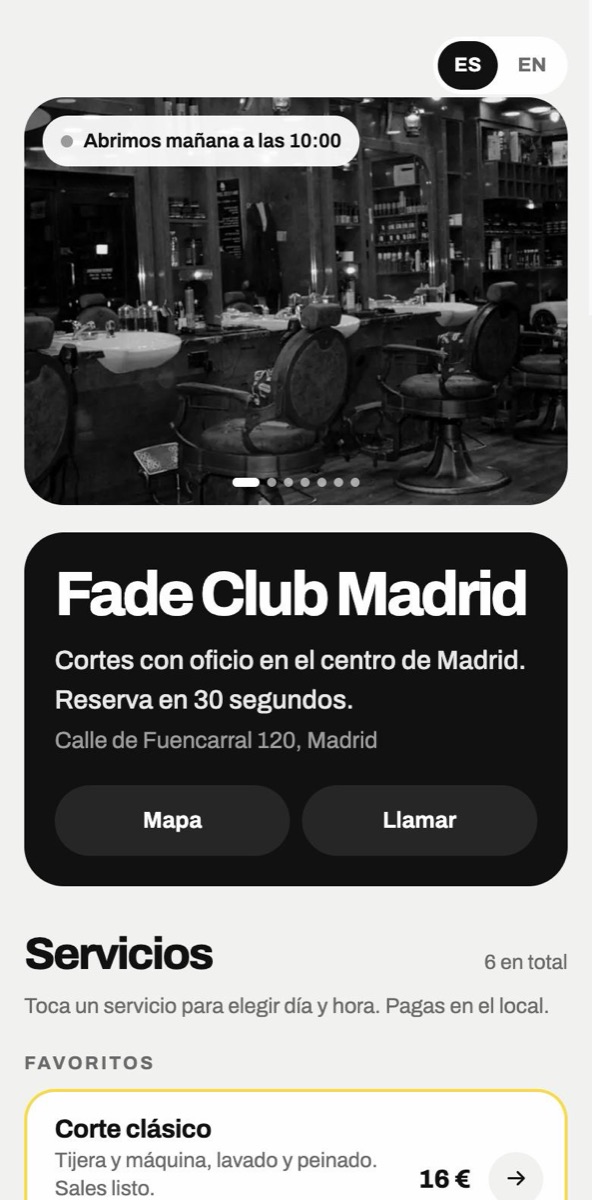 ES EN
Abrimos mañana a las 10:00
Fade Club Madrid
Cortes con oficio en el centro de Madrid.
Reserva en 30 segundos.
Calle de Fuencarral 120, Madrid
Mapa Llamar
Servicios 6 en total
Toca un servicio para elegir día y hora. Pagas en el local.
FAVORITOS
Corte clásico
Tijera y máquina, lavado y peinado.
Sales listo.
16 € →